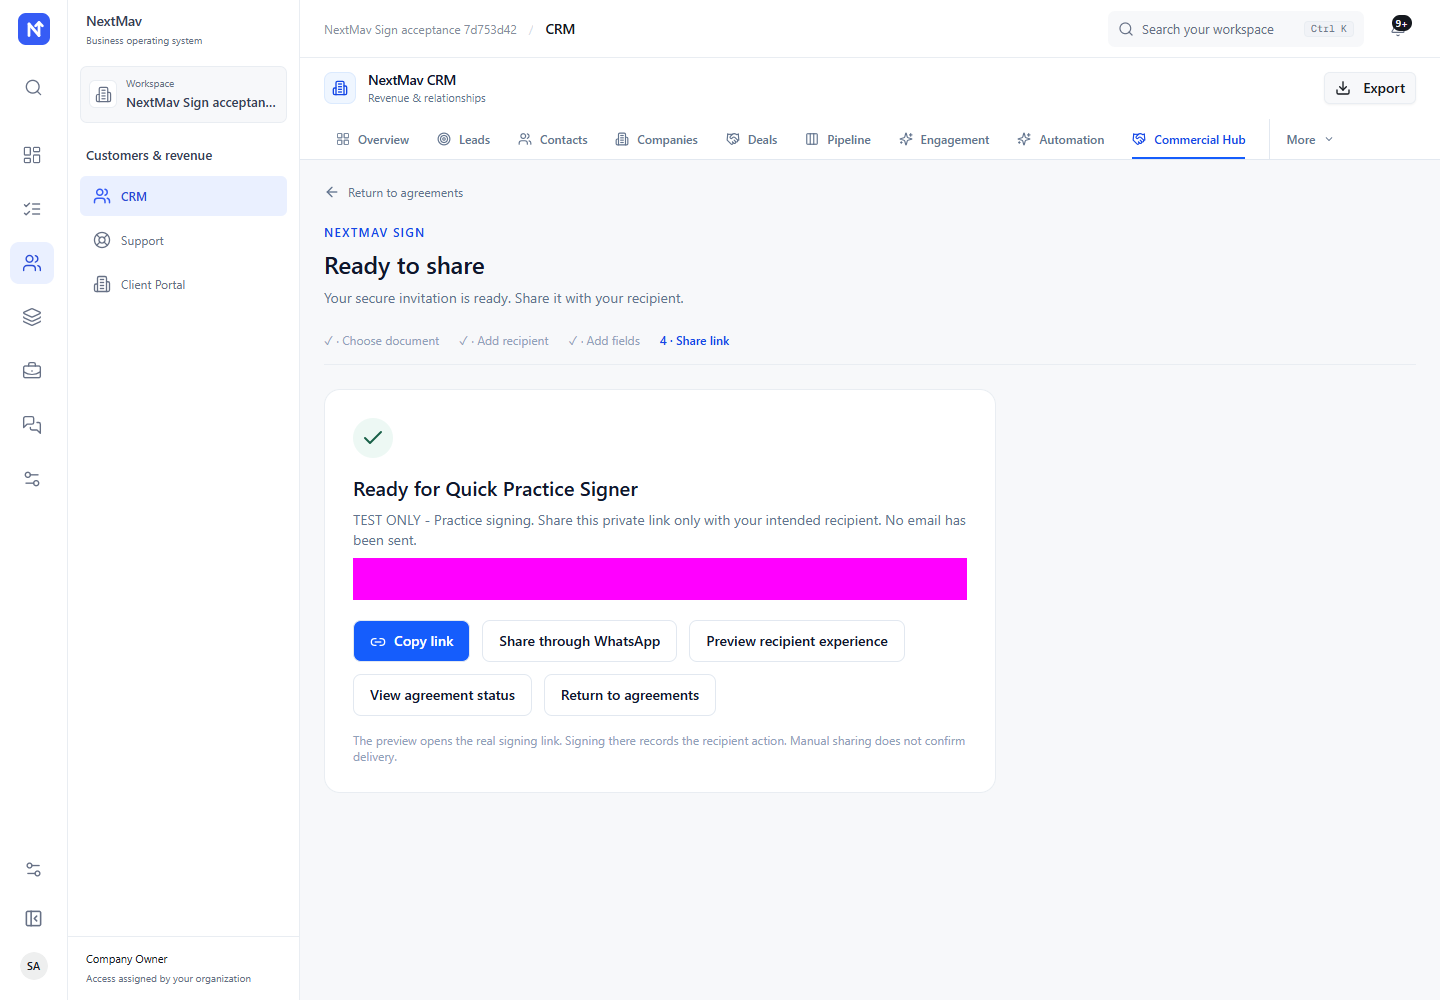 NextMav
Business operating system
Workspace
NextMav Sign acceptan...
Customers & revenue
CRM
Support
Client Portal
Company Owner
Access assigned by your organization
SA
NextMav Sign acceptance 7d753d42 / CRM
Search your workspace Ctrl K
9+
NextMav CRM
Revenue & relationships
Export
Overview Leads Contacts Companies Deals Pipeline Engagement Automation Commercial Hub More
Return to agreements
NEXTMAV SIGN
Ready to share
Your secure invitation is ready. Share it with your recipient.
✓ · Choose document ✓ · Add recipient ✓ · Add fields 4 · Share link
Ready for Quick Practice Signer
TEST ONLY - Practice signing. Share this private link only with your intended recipient. No email has
been sent.
Copy link Share through WhatsApp Preview recipient experience
View agreement status Return to agreements
The preview opens the real signing link. Signing there records the recipient action. Manual sharing does not confirm
delivery.